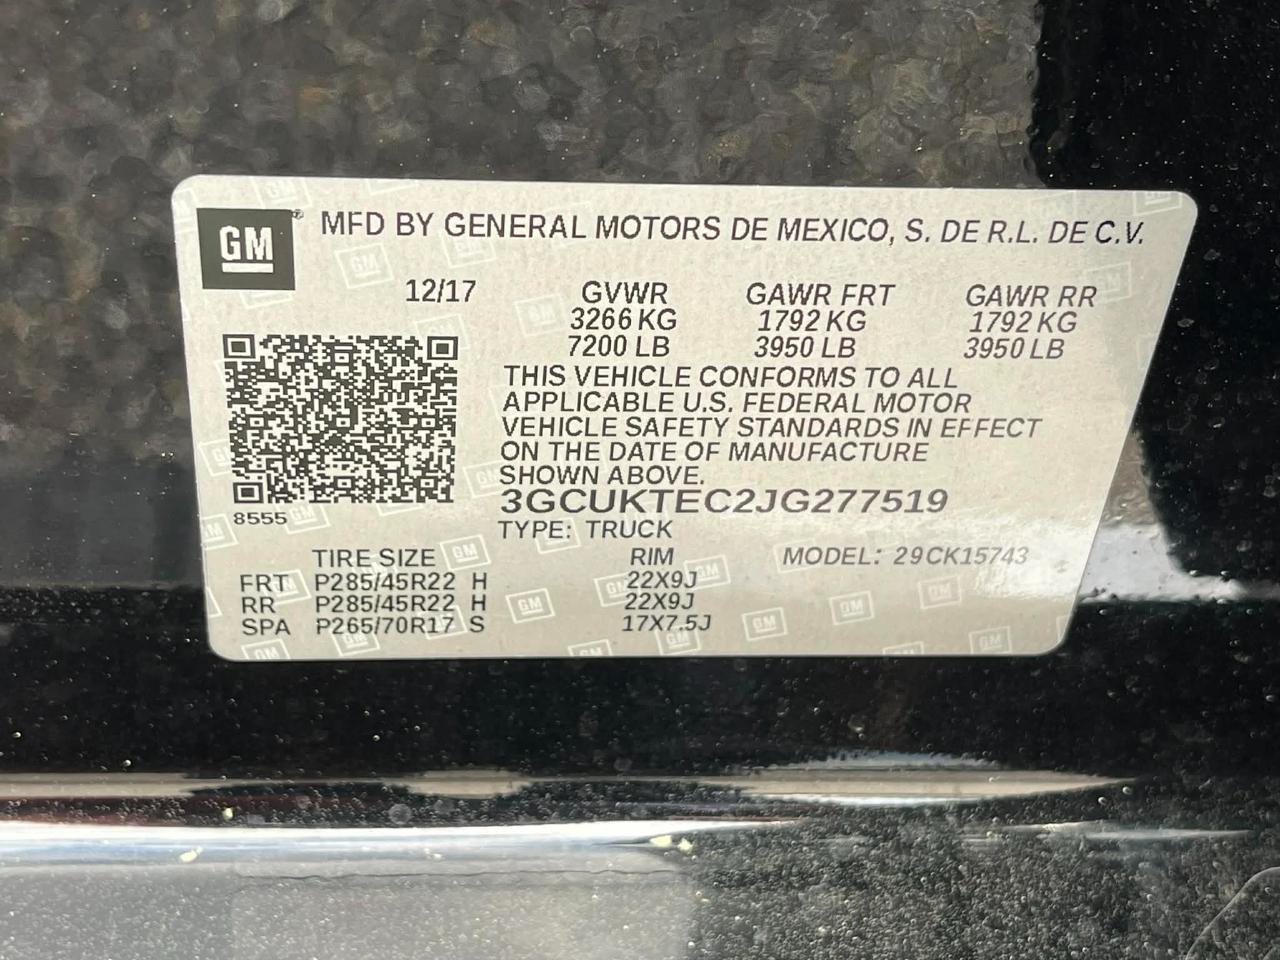 GM® MFD BY GENERAL MOTORS DE MEXICO, S. DE R.L. DE C.V.
12/17 GVWR GAWR FRT GAWR RR
3266 KG 1792 KG 1792 KG
7200 LB 3950 LB 3950 LB
THIS VEHICLE CONFORMS TO ALL
APPLICABLE U.S. FEDERAL MOTOR
VEHICLE SAFETY STANDARDS IN EFFECT
ON THE DATE OF MANUFACTURE
SHOWN ABOVE.
3GCUKTEC2JG277519
8555
TYPE: TRUCK
TIRE SIZE RIM MODEL: 29CK15743
FRT P285/45R22 H 22X9J
RR P285/45R22 H 22X9J
SPA P265/70R17 S 17X7.5J